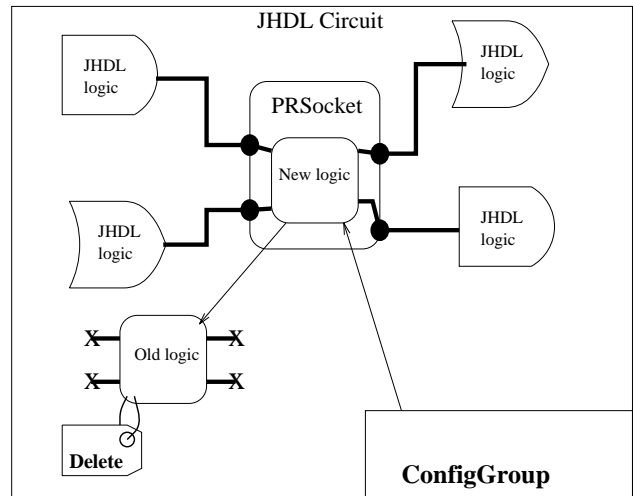 JHDL Circuit
JHDL
logic
JHDL
logic
PRSocket
New logic
JHDL
logic
JHDL
logic
X
X
Old logic
X
X
Delete
ConfigGroup